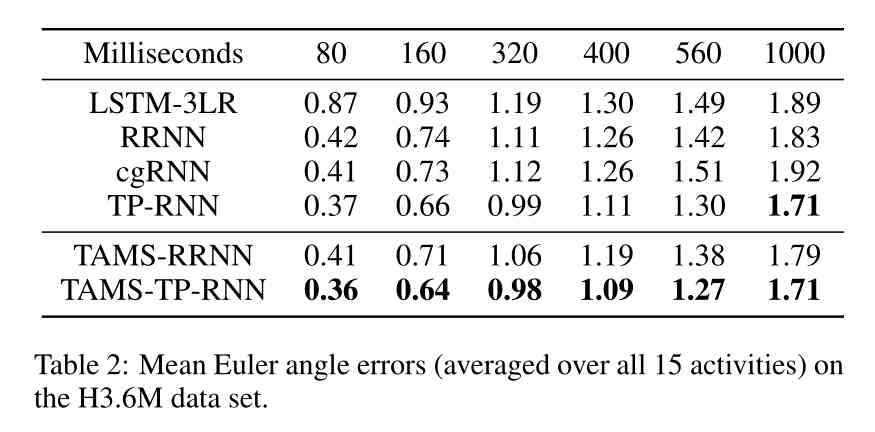 Milliseconds 80 160 320 400 560 1000
LSTM-3LR 0.87 0.93 1.19 1.30 1.49 1.89
RRNN 0.42 0.74 1.11 1.26 1.42 1.83
cgRNN 0.41 0.73 1.12 1.26 1.51 1.92
TP-RNN 0.37 0.66 0.99 1.11 1.30 1.71
TAMS-RRNN 0.41 0.71 1.06 1.19 1.38 1.79
TAMS-TP-RNN 0.36 0.64 0.98 1.09 1.27 1.71
Table 2: Mean Euler angle errors (averaged over all 15 activities) on
the H3.6M data set.